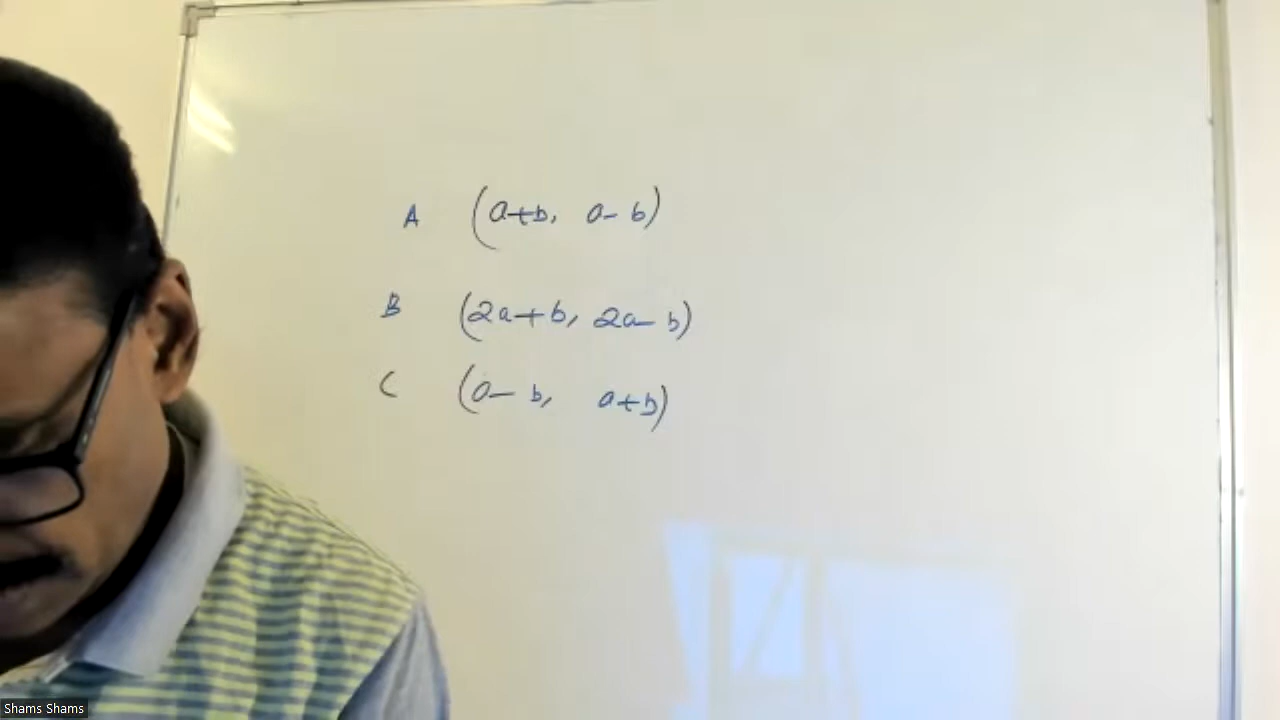 A (a+b, a-b)
B (2a+b, 2a-b)
C (a-b, a+b)
Shams Shams